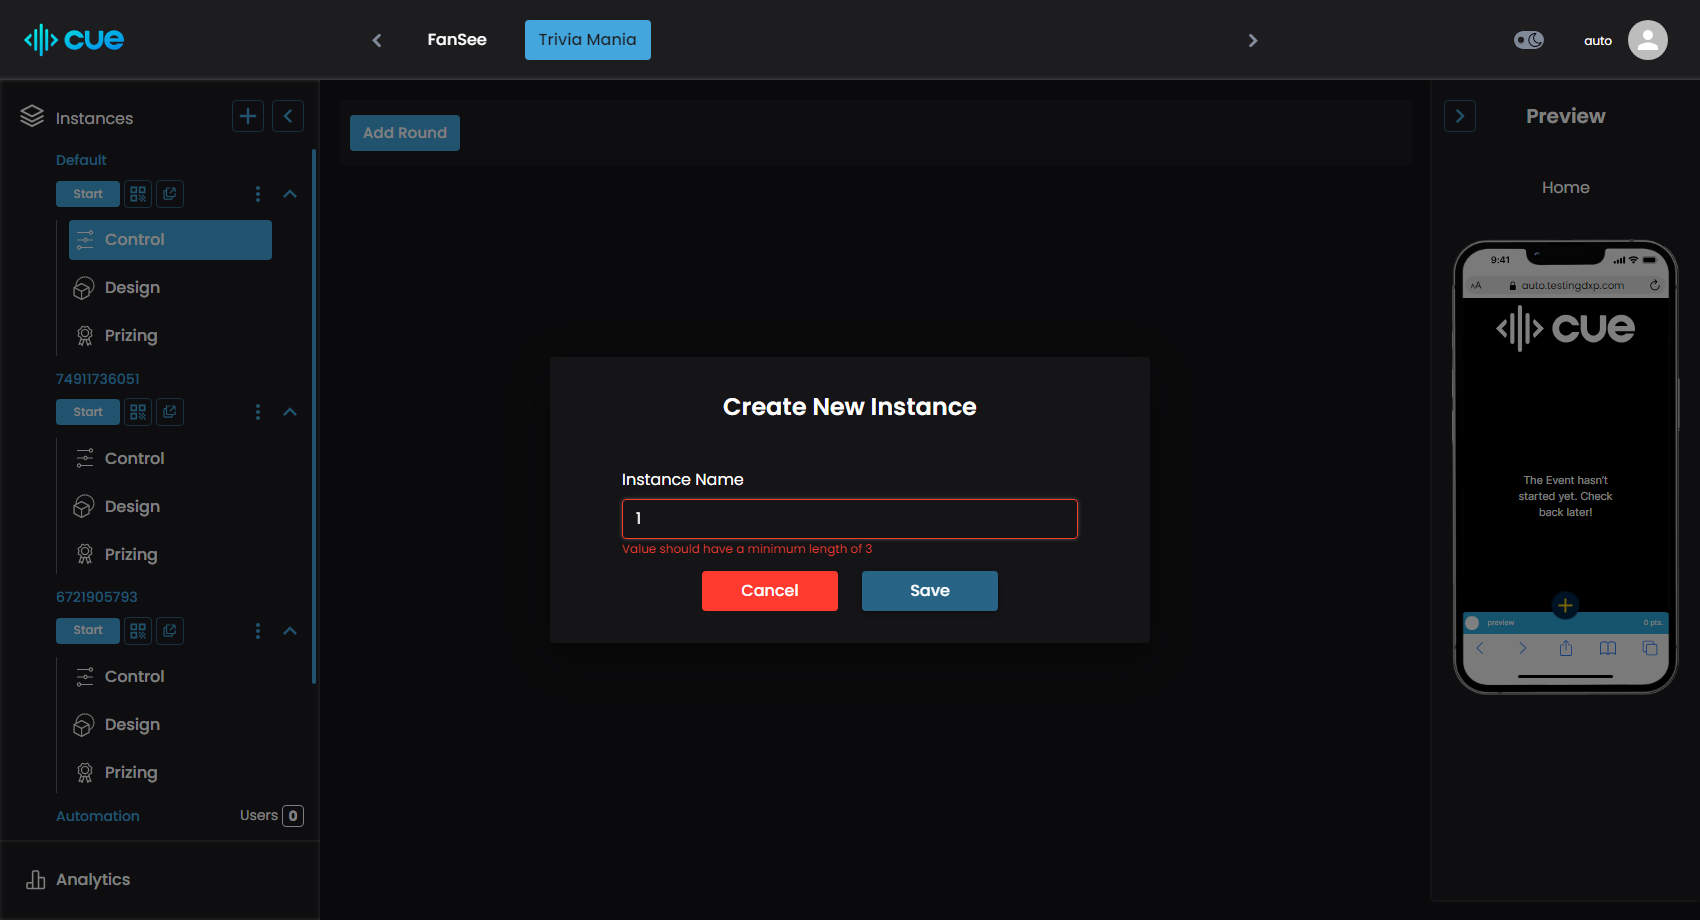 cue
FanSee
Trivia Mania
auto
Instances
Default
Start
Control
Design
Prizing
74911736051
Start
Control
Design
Prizing
6721905793
Start
Control
Design
Prizing
Automation
Users 0
Analytics
Add Round
Create New Instance
Instance Name
1
Value should have a minimum length of 3
Cancel
Save
Preview
Home
9:41
AA auto.testingdxp.com
cue
The Event hasn't
started yet. Check
back later!
preview 0 pts.